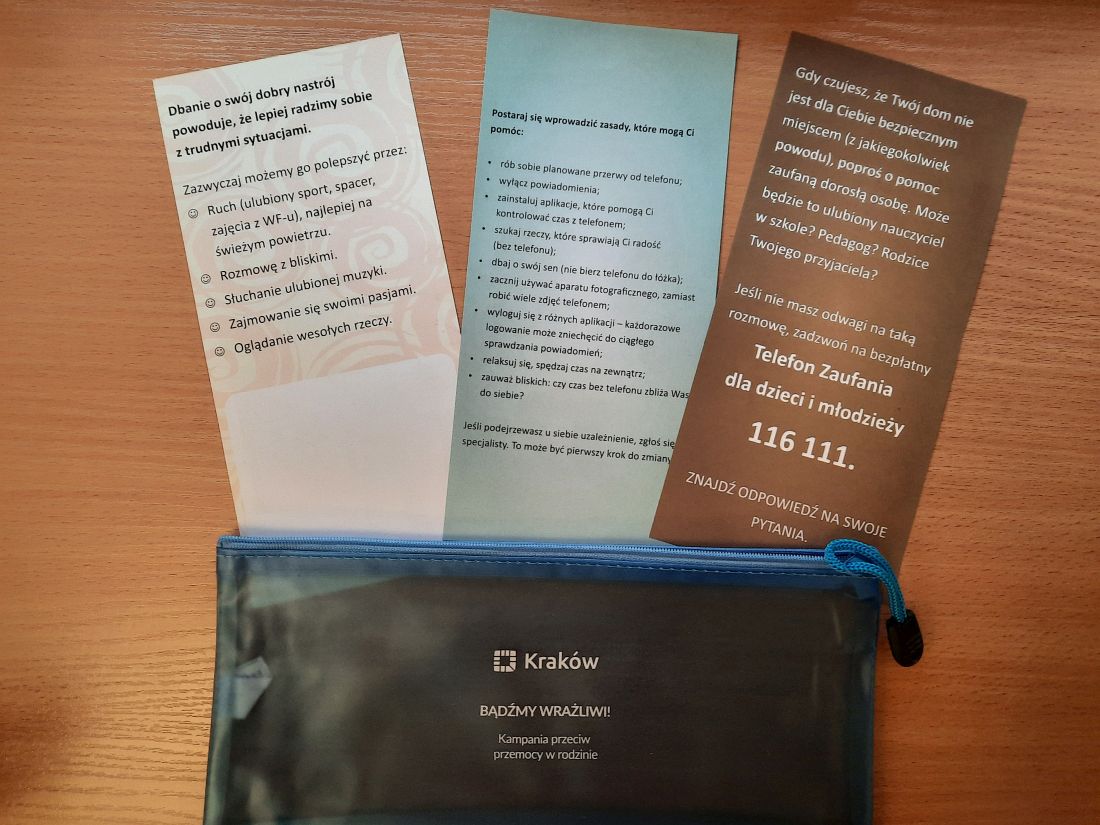 Dbanie o swój dobry nastrój
powoduje, że lepiej radzimy sobie
z trudnymi sytuacjami.
Zazwyczaj możemy go polepszyć przez:
☺ Ruch (ulubiony sport, spacer,
zajęcia z WF-u), najlepiej na
świeżym powietrzu.
☺ Rozmowę z bliskimi.
☺ Słuchanie ulubionej muzyki.
☺ Zajmowanie się swoimi pasjami.
☺ Oglądanie wesołych rzeczy.
Postaraj się wprowadzić zasady, które mogą Ci
pomóc:
• rób sobie planowane przerwy od telefonu;
• wyłącz powiadomienia;
• zainstaluj aplikacje, które pomogą Ci
kontrolować czas z telefonem;
• szukaj rzeczy, które sprawiają Ci radość
(bez telefonu);
• dbaj o swój sen (nie bierz telefonu do łóżka);
• zacznij używać aparatu fotograficznego, zamiast
robić wiele zdjęć telefonem;
• wyloguj się z różnych aplikacji – każdorazowe
logowanie może zniechęcić do ciągłego
sprawdzania powiadomień;
• relaksuj się, spędzaj czas na zewnątrz;
• zauważ bliskich: czy czas bez telefonu zbliża Was
do siebie?
Jeśli podejrzewasz u siebie uzależnienie, zgłoś się
specjalisty. To może być pierwszy krok do zmiany
Gdy czujesz, że Twój dom nie
jest dla Ciebie bezpiecznym
miejscem (z jakiegokolwiek
powodu), poproś o pomoc
zaufaną dorosłą osobę. Może
będzie to ulubiony nauczyciel
w szkole? Pedagog? Rodzice
Twojego przyjaciela?
Jeśli nie masz odwagi na taką
rozmowę, zadzwoń na bezpłatny
Telefon Zaufania
dla dzieci i młodzieży
116 111.
ZNAJDŹ ODPOWIEDŹ NA SWOJE
PYTANIA.
Kraków
BĄDŹMY WRAŻLIWI!
Kampania przeciw
przemocy w rodzinie